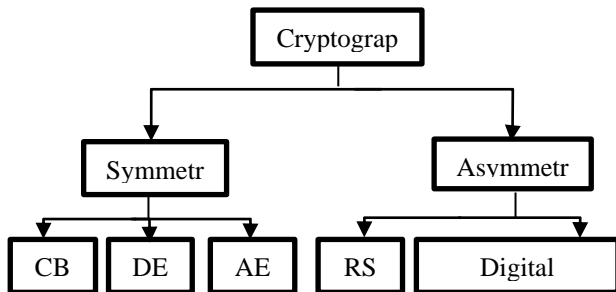 Cryptograp
Symmetr
Asymmetr
CB
DE
AE
RS
Digital